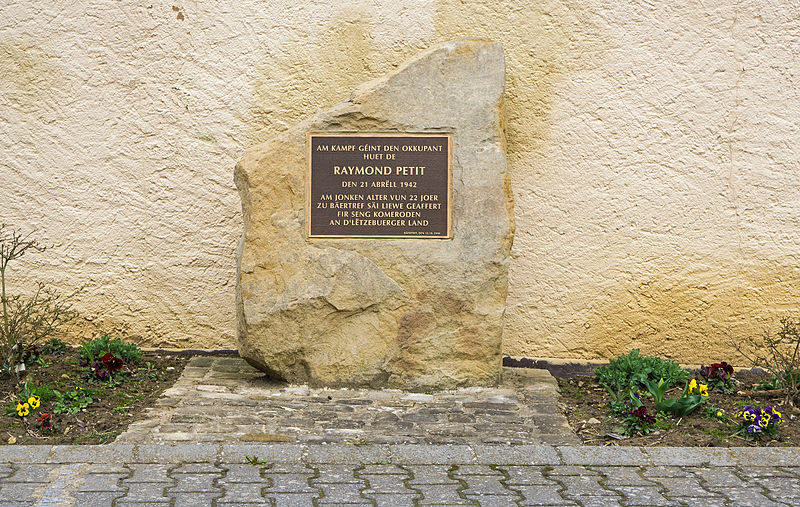 AM KAMPF GÉINT DEN OKKUPANT
HUET DE
RAYMOND PETIT
DEN 21 ABRËLL 1942
AM JONKEN ALTER VUN 22 JOER
ZU BÄERTREF SÄI LIEWE GEAFFERT
FIR SENG KOMERODEN
AN D'LËTZEBUERGER LAND